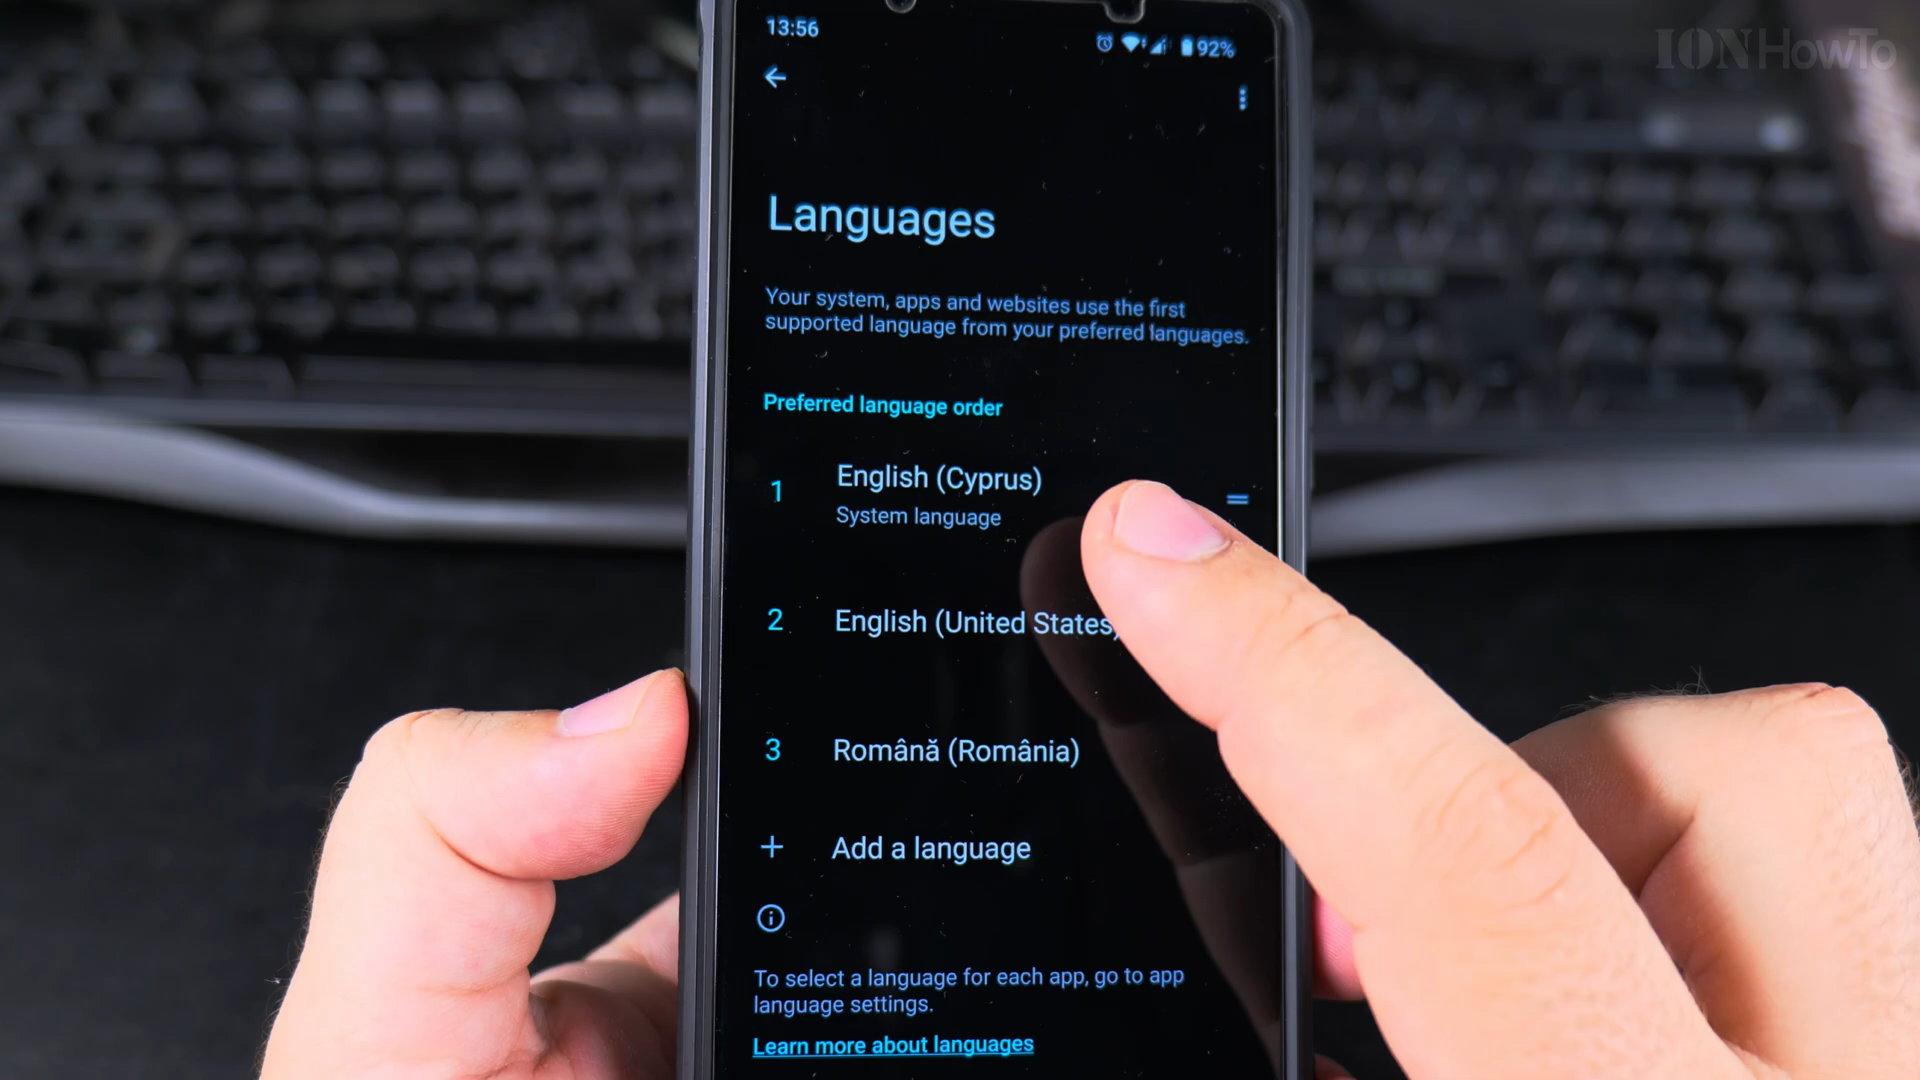 IONHowTo
13:56
92%
Languages
Your system, apps and websites use the first
supported language from your preferred languages.
Preferred language order
1
English (Cyprus)
System language
2
English (United States)
3
Română (România)
+ Add a language
To select a language for each app, go to app
language settings.
Learn more about languages